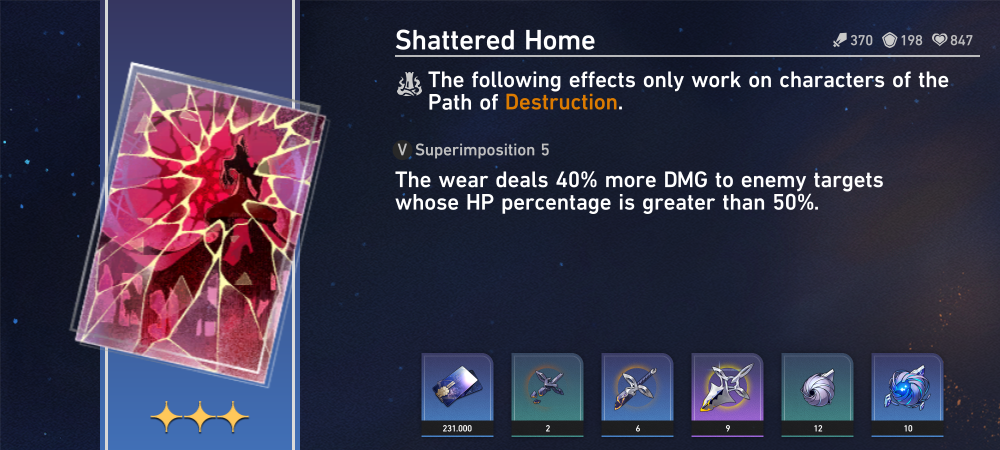 Shattered Home
370 198 847
The following effects only work on characters of the
Path of Destruction.
V Superimposition 5
The wear deals 40% more DMG to enemy targets
whose HP percentage is greater than 50%.
231.000 2 6 9 12 10